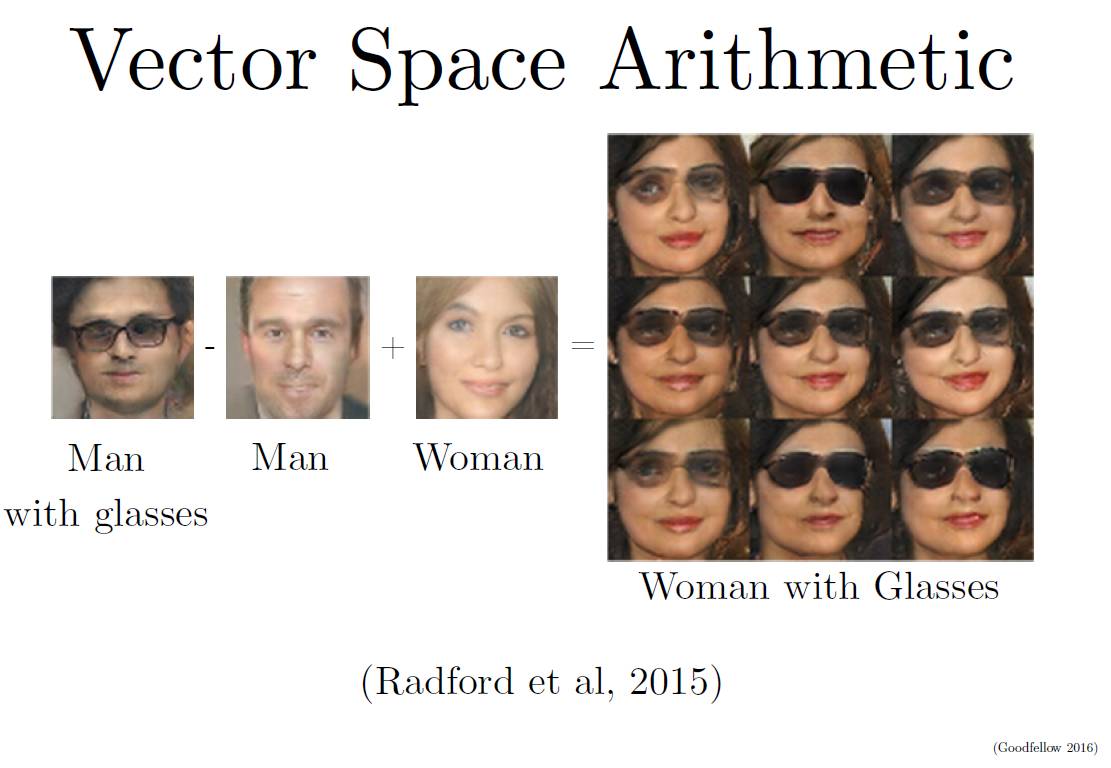 Vector Space Arithmetic
- + =
Man Man Woman
with glasses
Woman with Glasses
(Radford et al, 2015)
(Goodfellow 2016)